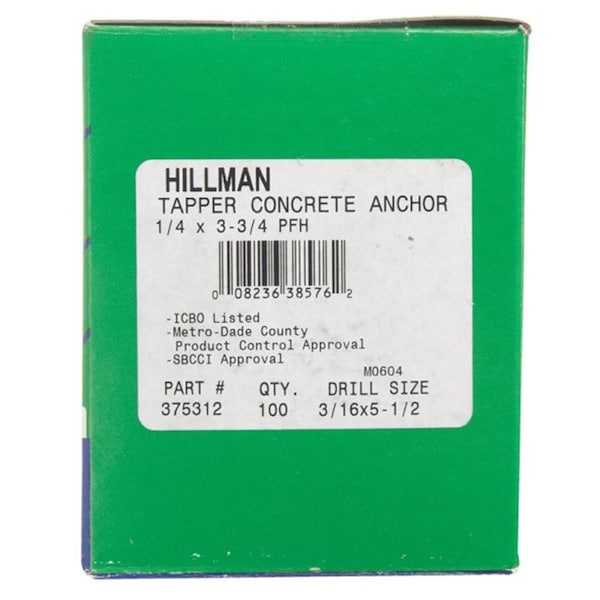 HILLMAN
TAPPER CONCRETE ANCHOR
1/4 x 3-3/4 PFH
0 08236 38576 2
-ICBO Listed
-Metro-Dade County
Product Control Approval
-SBCCI Approval
M0604
PART # QTY. DRILL SIZE
375312 100 3/16x5-1/2